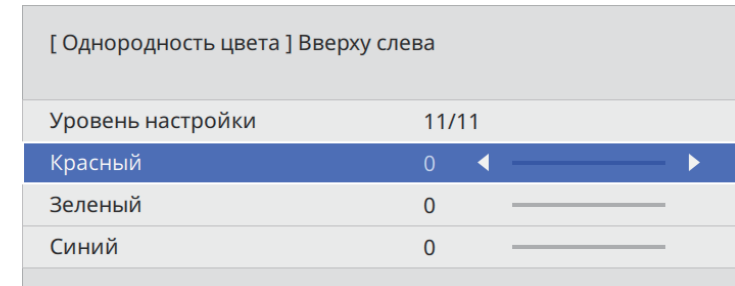 [ Однородность цвета ] Вверху слева
Уровень настройки 11/11
Красный 0
Зеленый 0
Синий 0